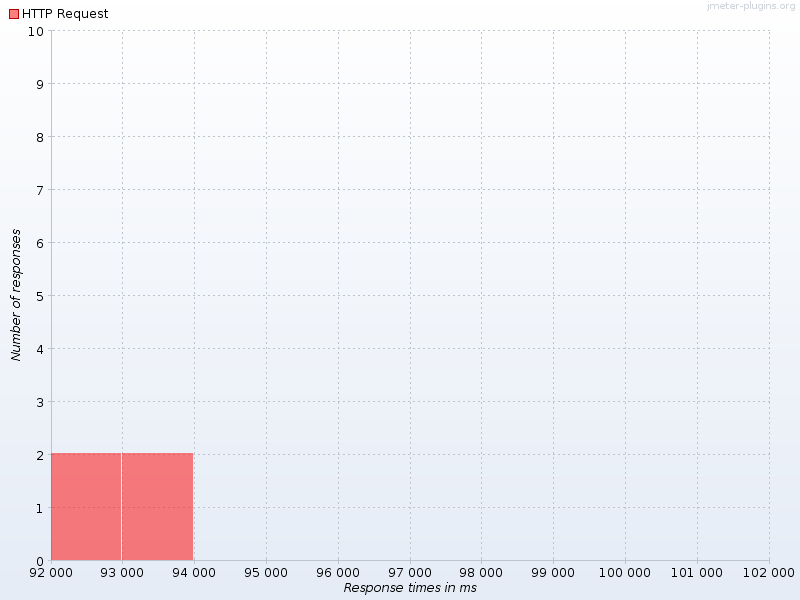 jmeter-plugins.org
HTTP Request
10
9
8
7
6
5
4
3
2
1
0
Number of responses
92 000 93 000 94 000 95 000 96 000 97 000 98 000 99 000 100 000 101 000 102 000
Response times in ms